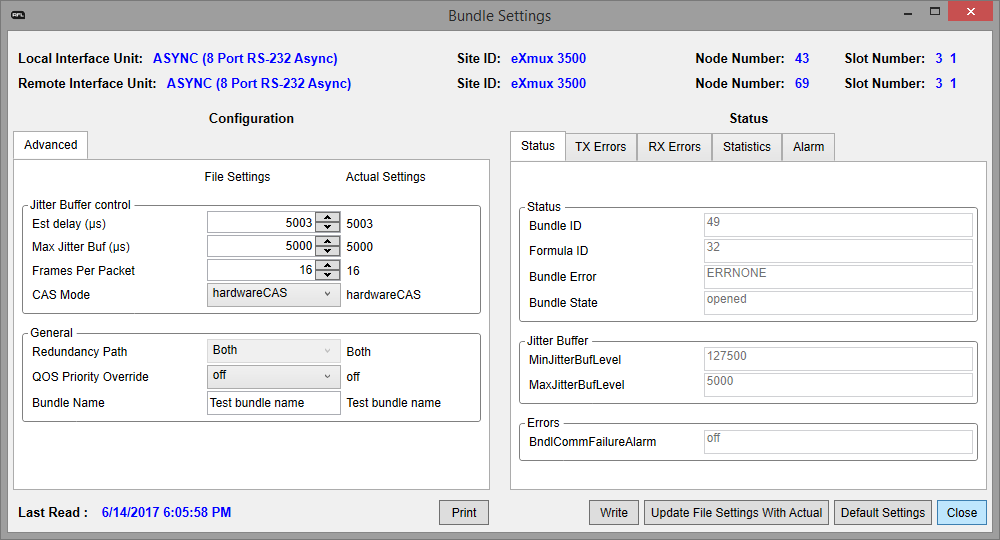 AFL
Bundle Settings
Local Interface Unit: ASYNC (8 Port RS-232 Async) Site ID: eXmux 3500 Node Number: 43 Slot Number: 3 1
Remote Interface Unit: ASYNC (8 Port RS-232 Async) Site ID: eXmux 3500 Node Number: 69 Slot Number: 3 1
Configuration
Advanced
File Settings Actual Settings
Jitter Buffer control
Est delay (µs) 5003 5003
Max Jitter Buf (µs) 5000 5000
Frames Per Packet 16 16
CAS Mode hardwareCAS hardwareCAS
General
Redundancy Path Both Both
QOS Priority Override off off
Bundle Name Test bundle name Test bundle name
Status
Status TX Errors RX Errors Statistics Alarm
Status
Bundle ID 49
Formula ID 32
Bundle Error ERRNONE
Bundle State opened
Jitter Buffer
MinJitterBufLevel 127500
MaxJitterBufLevel 5000
Errors
BndlCommFailureAlarm off
Last Read : 6/14/2017 6:05:58 PM Print Write Update File Settings With Actual Default Settings Close